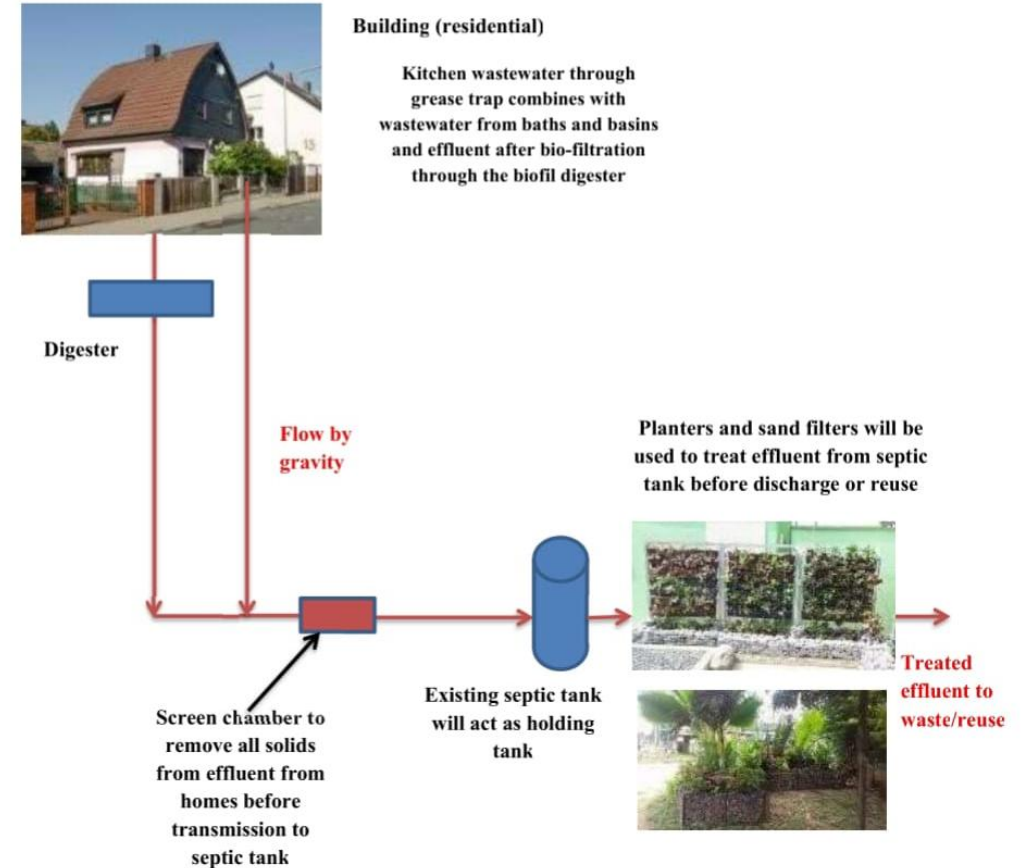 Building (residential)
Kitchen wastewater through
grease trap combines with
wastewater from baths and basins
and effluent after bio-filtration
through the biofil digester
Digester
Flow by
gravity
Planters and sand filters will be
used to treat effluent from septic
tank before discharge or reuse
Screen chamber to
remove all solids
from effluent from
homes before
transmission to
septic tank
Existing septic tank
will act as holding
tank
Treated
effluent to
waste/reuse